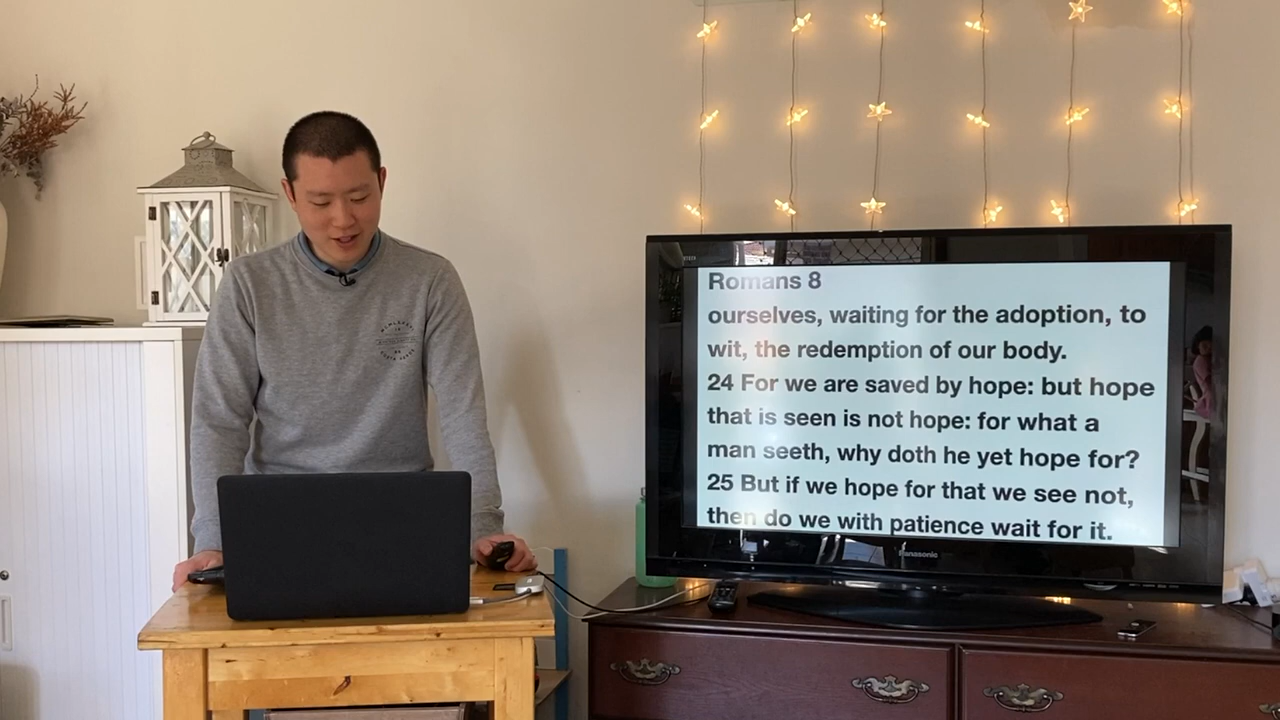 Romans 8
ourselves, waiting for the adoption, to
wit, the redemption of our body.
24 For we are saved by hope: but hope
that is seen is not hope: for what a
man seeth, why doth he yet hope for?
25 But if we hope for that we see not,
then do we with patience wait for it.
Panasonic